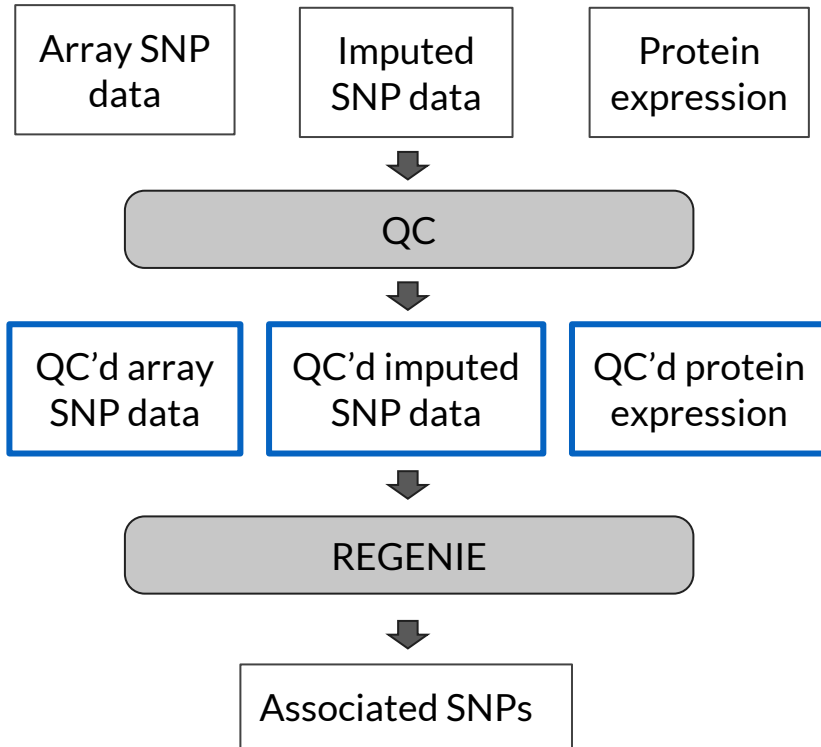 Array SNP
data
Imputed
SNP data
Protein
expression
QC
QC’d array
SNP data
QC’d imputed
SNP data
QC’d protein
expression
REGENIE
Associated SNPs